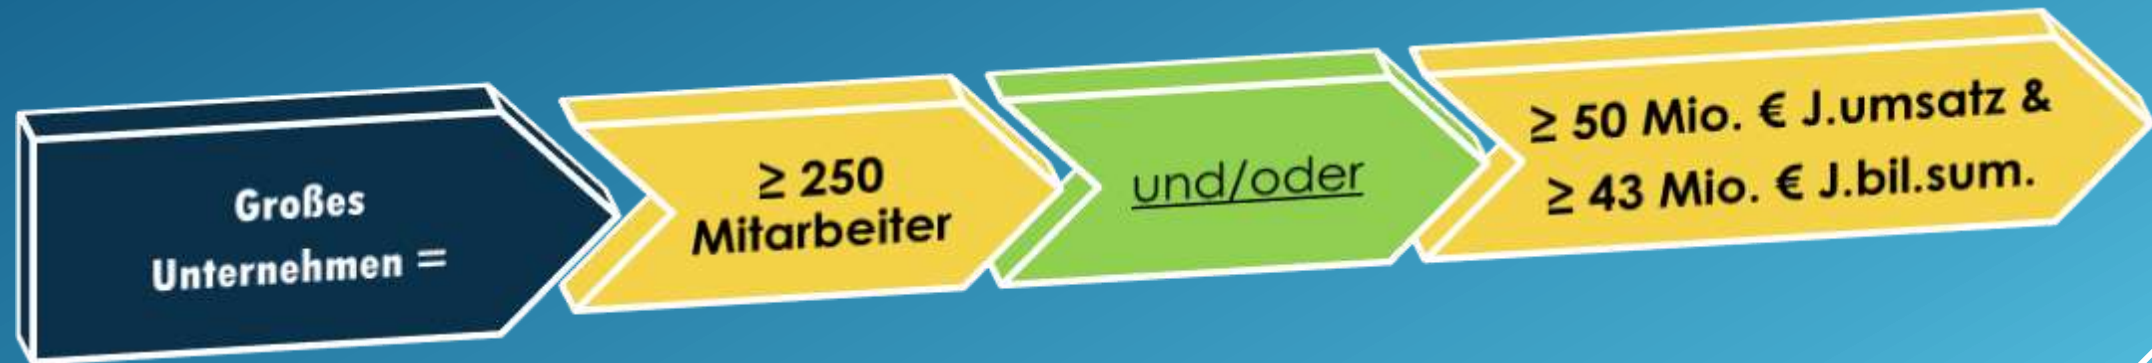 Großes
Unternehmen =
≥ 250
Mitarbeiter
und/oder
≥ 50 Mio. € J.umsatz &
≥ 43 Mio. € J.bil.sum.